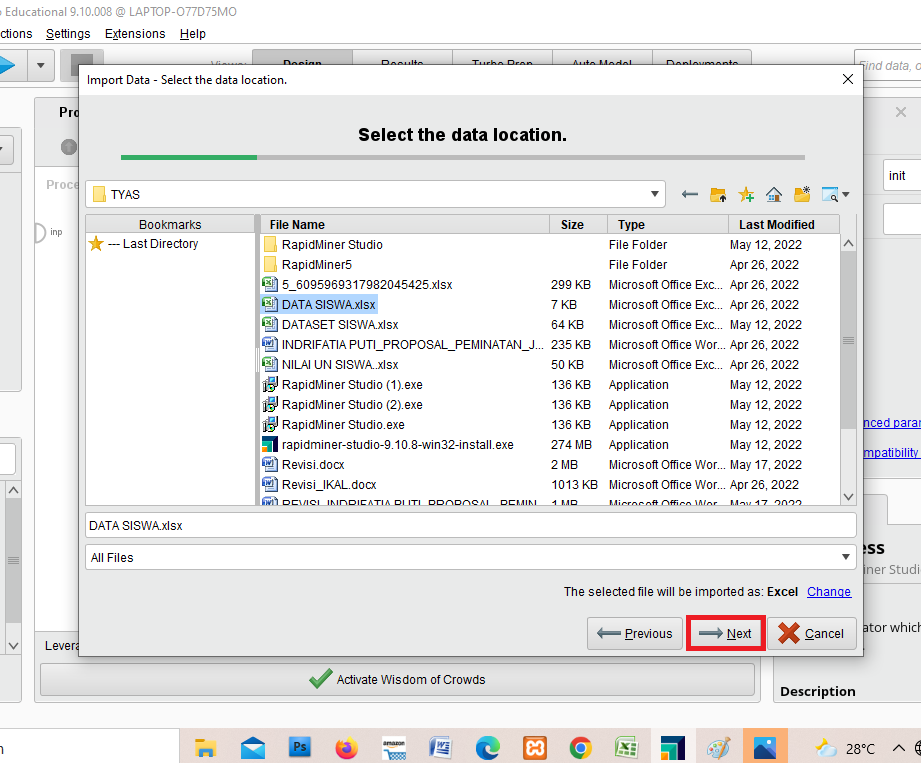 Educational 9.10.008 @ LAPTOP-O77D75MO
ctions Settings Extensions Help
Views: Design Results Turbo Prep Auto Model Deployments
Find data, o
Import Data - Select the data location.
Select the data location.
TYAS
Bookmarks
--- Last Directory
File Name Size Type Last Modified
RapidMiner Studio File Folder May 12, 2022
RapidMiner5 File Folder Apr 26, 2022
5_6095969317982045425.xlsx 299 KB Microsoft Office Exc... Apr 26, 2022
DATA SISWA.xlsx 7 KB Microsoft Office Exc... Apr 26, 2022
DATASET SISWA.xlsx 64 KB Microsoft Office Exc... May 12, 2022
INDRIFATIA PUTI_PROPOSAL_PEMINATAN_J... 235 KB Microsoft Office Wor... Apr 26, 2022
NILAI UN SISWA..xlsx 50 KB Microsoft Office Exc... Apr 26, 2022
RapidMiner Studio (1).exe 136 KB Application May 12, 2022
RapidMiner Studio (2).exe 136 KB Application May 12, 2022
RapidMiner Studio.exe 136 KB Application May 12, 2022
rapidminer-studio-9.10.8-win32-install.exe 274 MB Application May 12, 2022
Revisi.docx 2 MB Microsoft Office Wor... May 17, 2022
Revisi_IKAL.docx 1013 KB Microsoft Office Wor... Apr 26, 2022
REVISI_INDRIFATIA PUTI_PROPOSAL_PEMIN... 1 MB Microsoft Office Wor... May 17, 2022
DATA SISWA.xlsx
All Files
The selected file will be imported as: Excel Change
Previous Next Cancel
Pro
Proce
inp
init
nced para
mpatibility
ess
iner Studi
ator which
Levera
Activate Wisdom of Crowds
Description
Ps
amazon
28°C